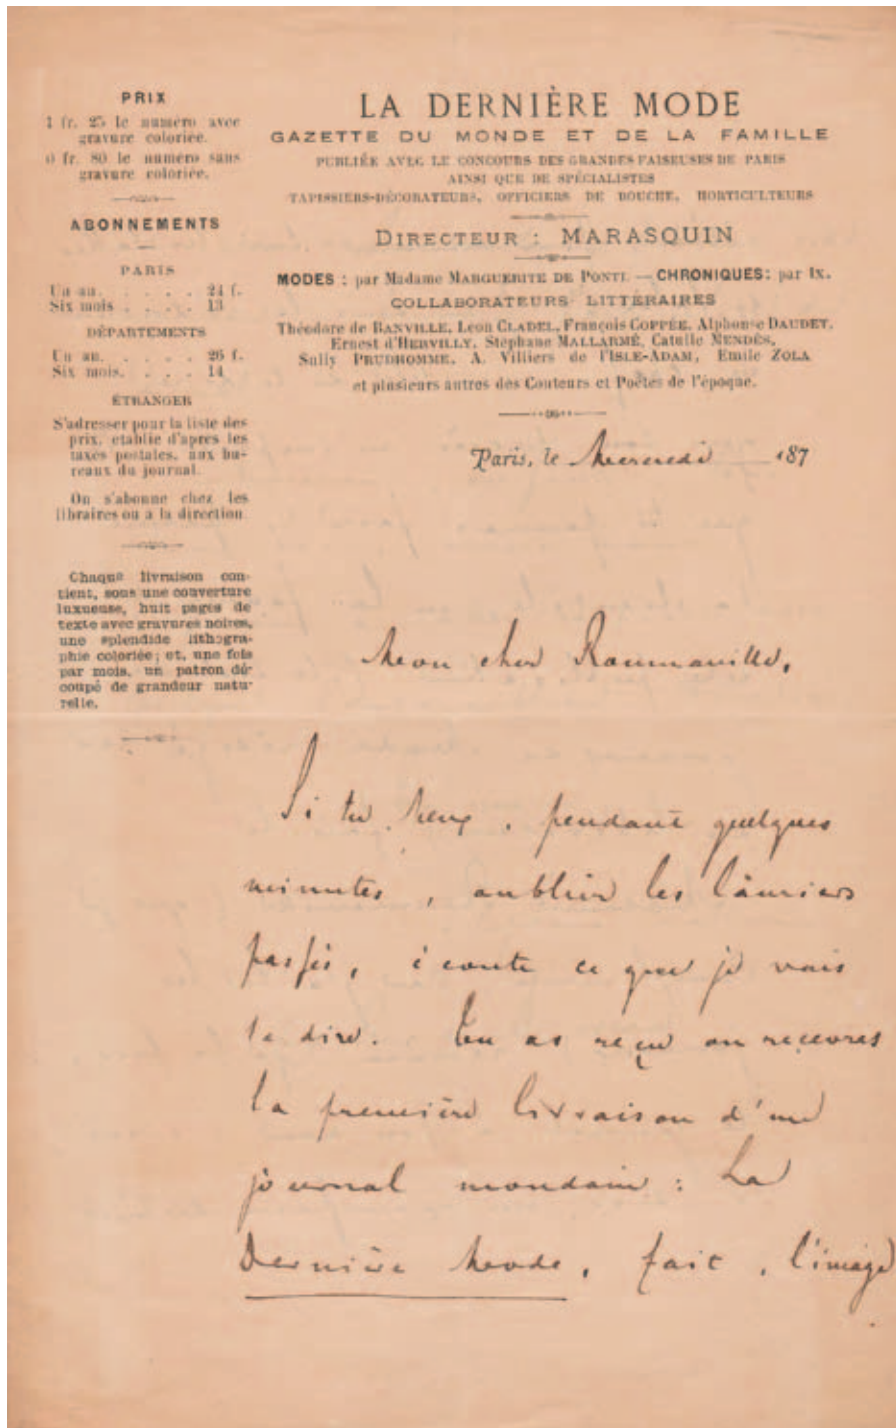 PRIX
1 fr. 25 le numéro avec
gravure coloriée.
0 fr. 80 le numéro sans
gravure coloriée.
ABONNEMENTS
PARIS
Un an. . . . . 24 f.
Six mois . . . . 13
DÉPARTEMENTS
Un an. . . . . 26 f.
Six mois. . . . 14
ÉTRANGER
S'adresser pour la liste des
prix, etablie d'apres les
taxes postales, aux bu-
reaux du journal.
On s'abonne chez les
libraires ou a la direction.
Chaque livraison con-
tient, sous une couverture
luxueuse, huit pages de
texte avec gravures noires,
une splendide lithogra-
phie coloriée; et, une fois
par mois, un patron dé-
coupé de grandeur natu-
relle.
LA DERNIÈRE MODE
GAZETTE DU MONDE ET DE LA FAMILLE
PUBLIÉE AVEC LE CONCOURS DES GRANDES FAISEUSES DE PARIS
AINSI QUE DE SPÉCIALISTES
TAPISSIERS-DÉCORATEURS, OFFICIERS DE BOUCHE, HORTICULTEURS
DIRECTEUR : MARASQUIN
MODES : par Madame MARGUERITE DE PONTI. — CHRONIQUES: par IX.
COLLABORATEURS LITTÉRAIRES
Théodore de BANVILLE, Léon CLADEL, François COPPÉE, Alphonse DAUDET,
Ernest d'HERVILLY, Stéphane MALLARMÉ, Catulle MENDÈS,
Sully PRUDHOMME, A. Villiers de l'ISLE-ADAM, Emile ZOLA
et plusieurs autres des Conteurs et Poètes de l'époque.
Paris, le Mercredi 187
Mon cher Roumanille,
Si tu peux, pendant quelques
minutes, oublier les
passés, écoute ce que je vais
te dire. Tu as reçu ou recevras
la première livraison d'un
journal mondain : La
Dernière Mode, fait,